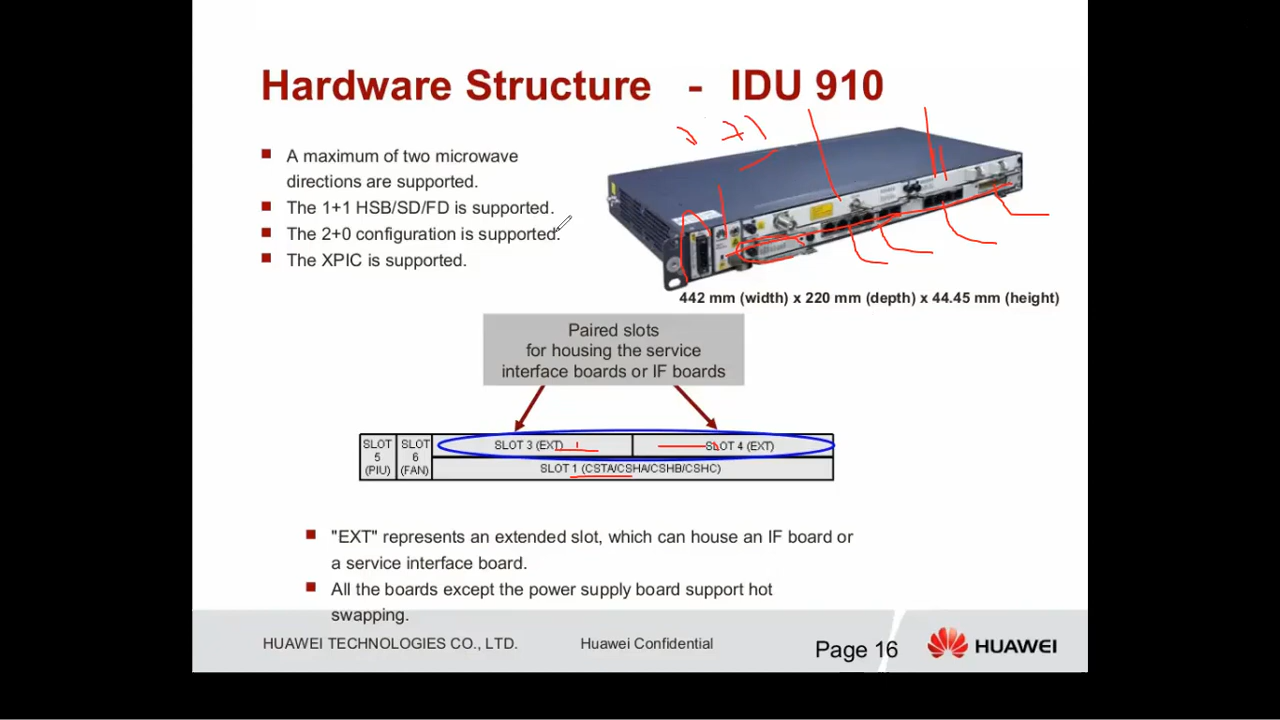 Hardware Structure - IDU 910
A maximum of two microwave
directions are supported.
The 1+1 HSB/SD/FD is supported.
The 2+0 configuration is supported.
The XPIC is supported.
442 mm (width) x 220 mm (depth) x 44.45 mm (height)
Paired slots
for housing the service
interface boards or IF boards
SLOT 5 (PIU)
SLOT 6 (FAN)
SLOT 3 (EXT)
SLOT 4 (EXT)
SLOT 1 (CSTA/CSHA/CSHB/CSHC)
"EXT" represents an extended slot, which can house an IF board or
a service interface board.
All the boards except the power supply board support hot
swapping.
HUAWEI TECHNOLOGIES CO., LTD.
Huawei Confidential
Page 16
HUAWEI